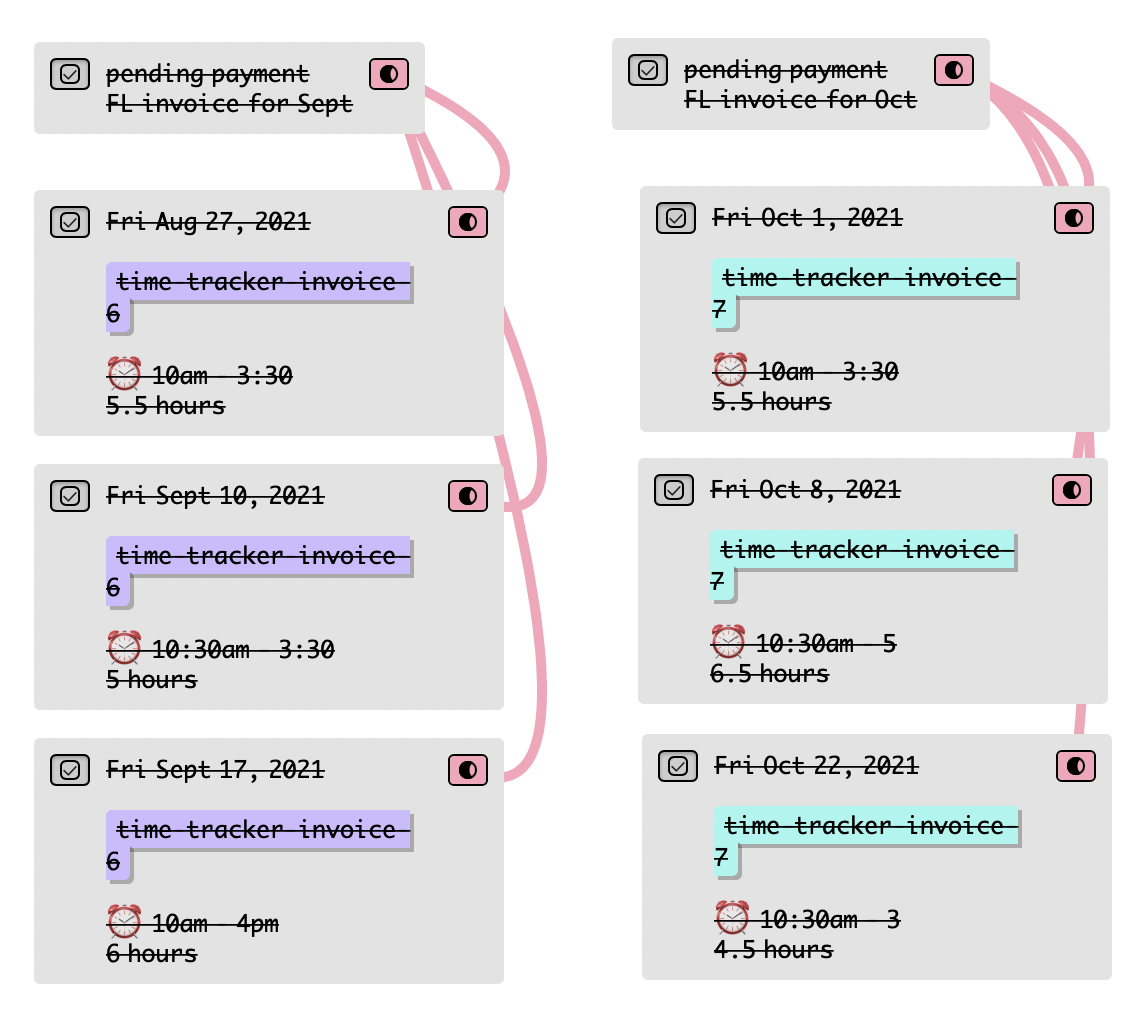 pending payment
FL invoice for Sept
Fri Aug 27, 2021
time-tracker-invoice-
6
⏰ 10am - 3:30
5.5 hours
Fri Sept 10, 2021
time-tracker-invoice-
6
⏰ 10:30am - 3:30
5 hours
Fri Sept 17, 2021
time-tracker-invoice-
6
⏰ 10am - 4pm
6 hours
pending payment
FL invoice for Oct
Fri Oct 1, 2021
time-tracker-invoice-
7
⏰ 10am - 3:30
5.5 hours
Fri Oct 8, 2021
time-tracker-invoice-
7
⏰ 10:30am - 5
6.5 hours
Fri Oct 22, 2021
time-tracker-invoice-
7
⏰ 10:30am - 3
4.5 hours